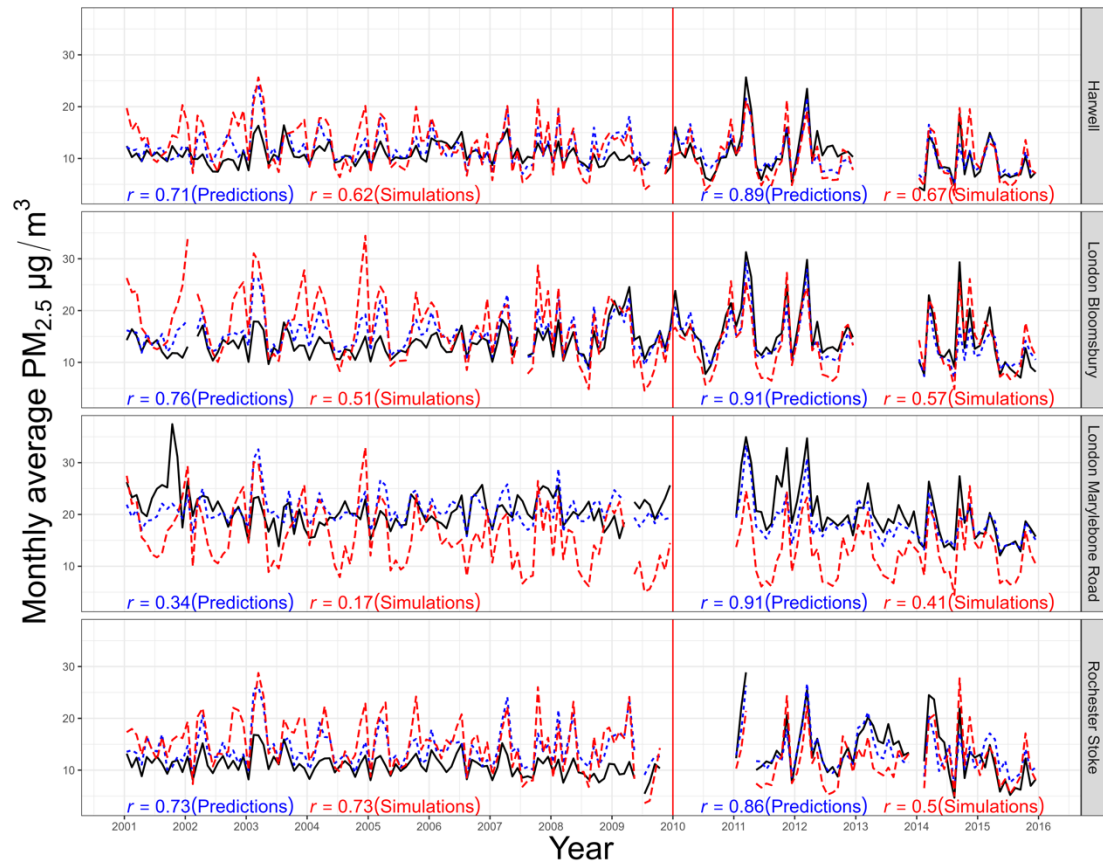 30
20
10
r = 0.71(Predictions) r = 0.62(Simulations) r = 0.89(Predictions) r = 0.67(Simulations)
Harwell
30
20
10
r = 0.76(Predictions) r = 0.51(Simulations) r = 0.91(Predictions) r = 0.57(Simulations)
London Bloomsbury
30
20
10
r = 0.34(Predictions) r = 0.17(Simulations) r = 0.91(Predictions) r = 0.41(Simulations)
London Marylebone Road
30
20
10
r = 0.73(Predictions) r = 0.73(Simulations) r = 0.86(Predictions) r = 0.5(Simulations)
Rochester Stoke
Monthly average PM2.5 μg/m³
2001 2002 2003 2004 2005 2006 2007 2008 2009 2010 2011 2012 2013 2014 2015 2016
Year